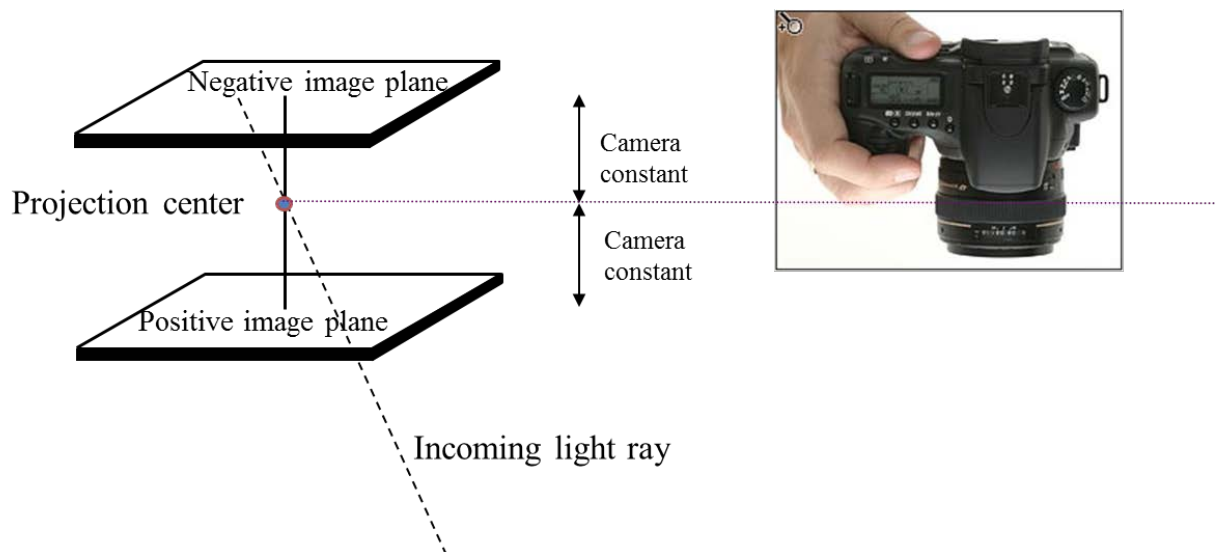 Negative image plane
Camera
constant
Projection center
Camera
constant
Positive image plane
Incoming light ray